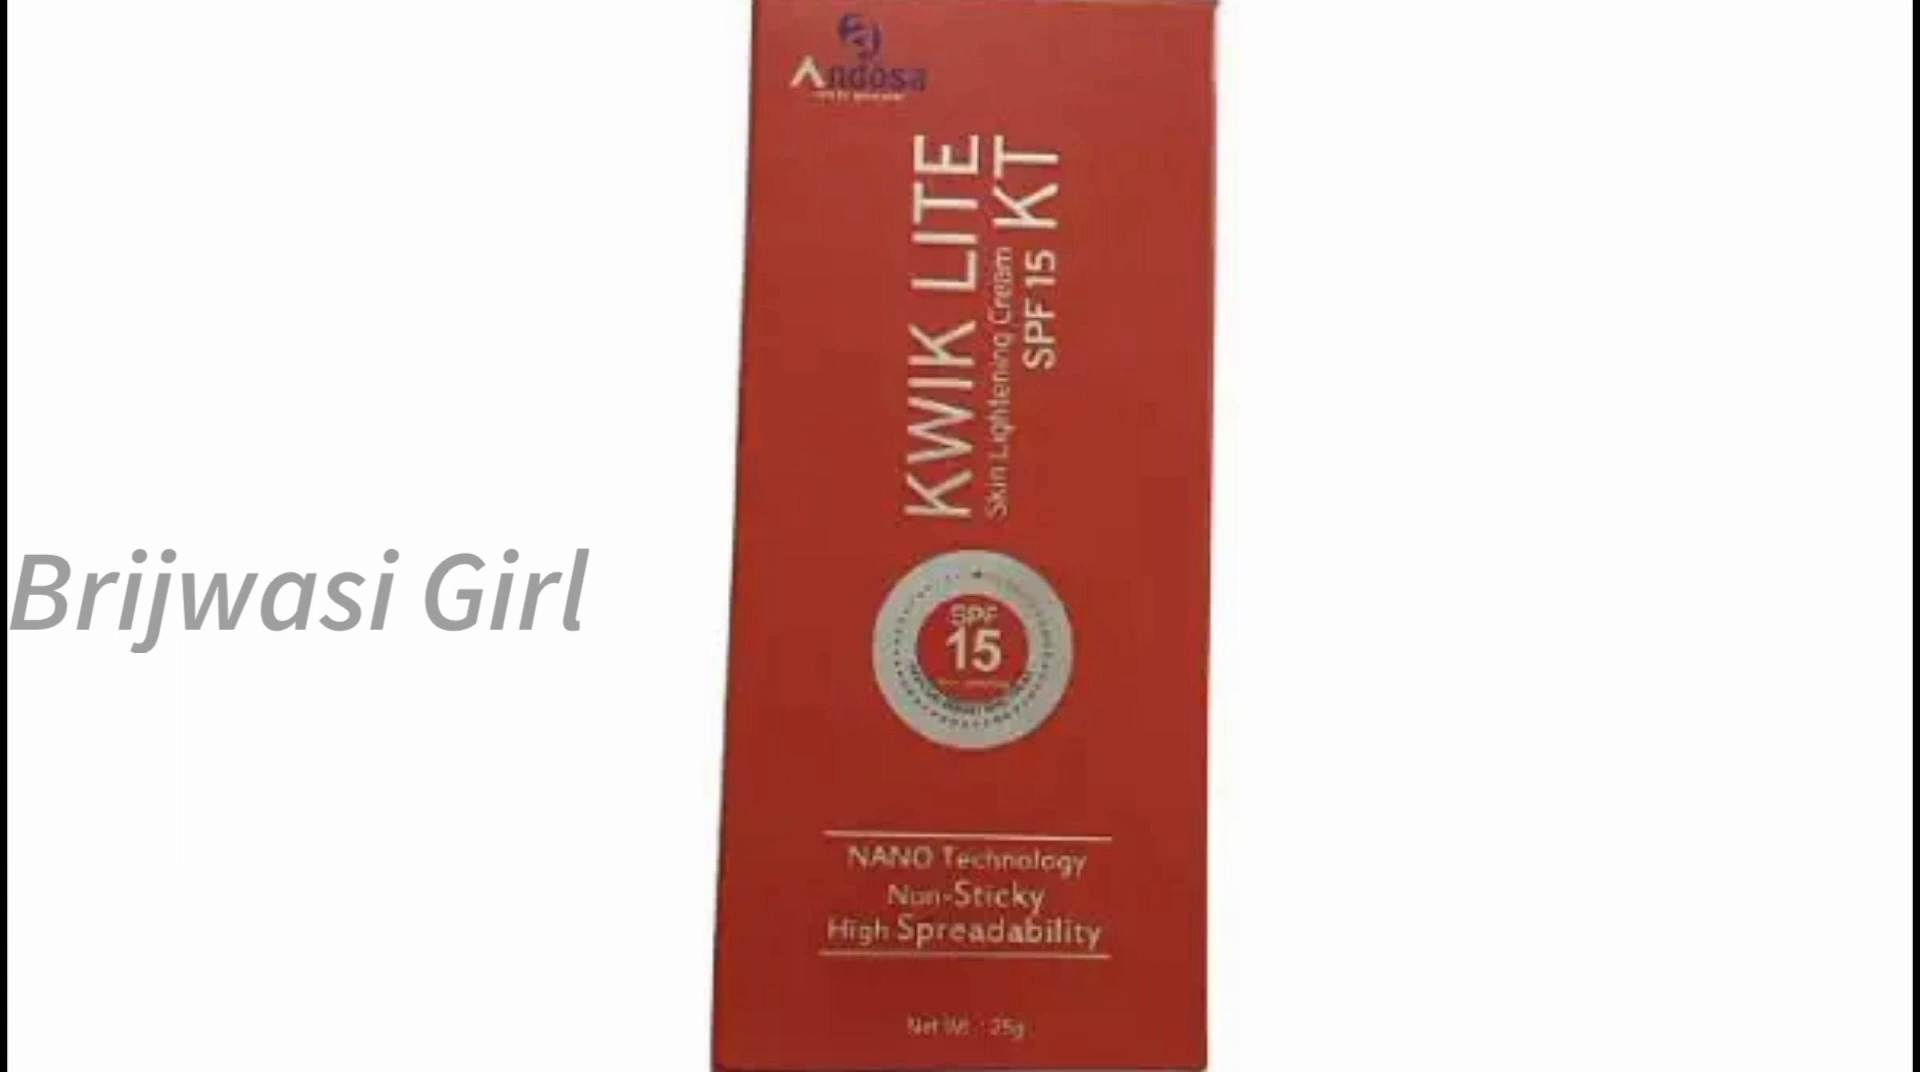 Andosa
KWIK LITE
Skin Lightening Cream KT
SPF 15
SPF
15
NANO Technology
Non-Sticky
High Spreadability
Net Wt. : 25g
Brijwasi Girl